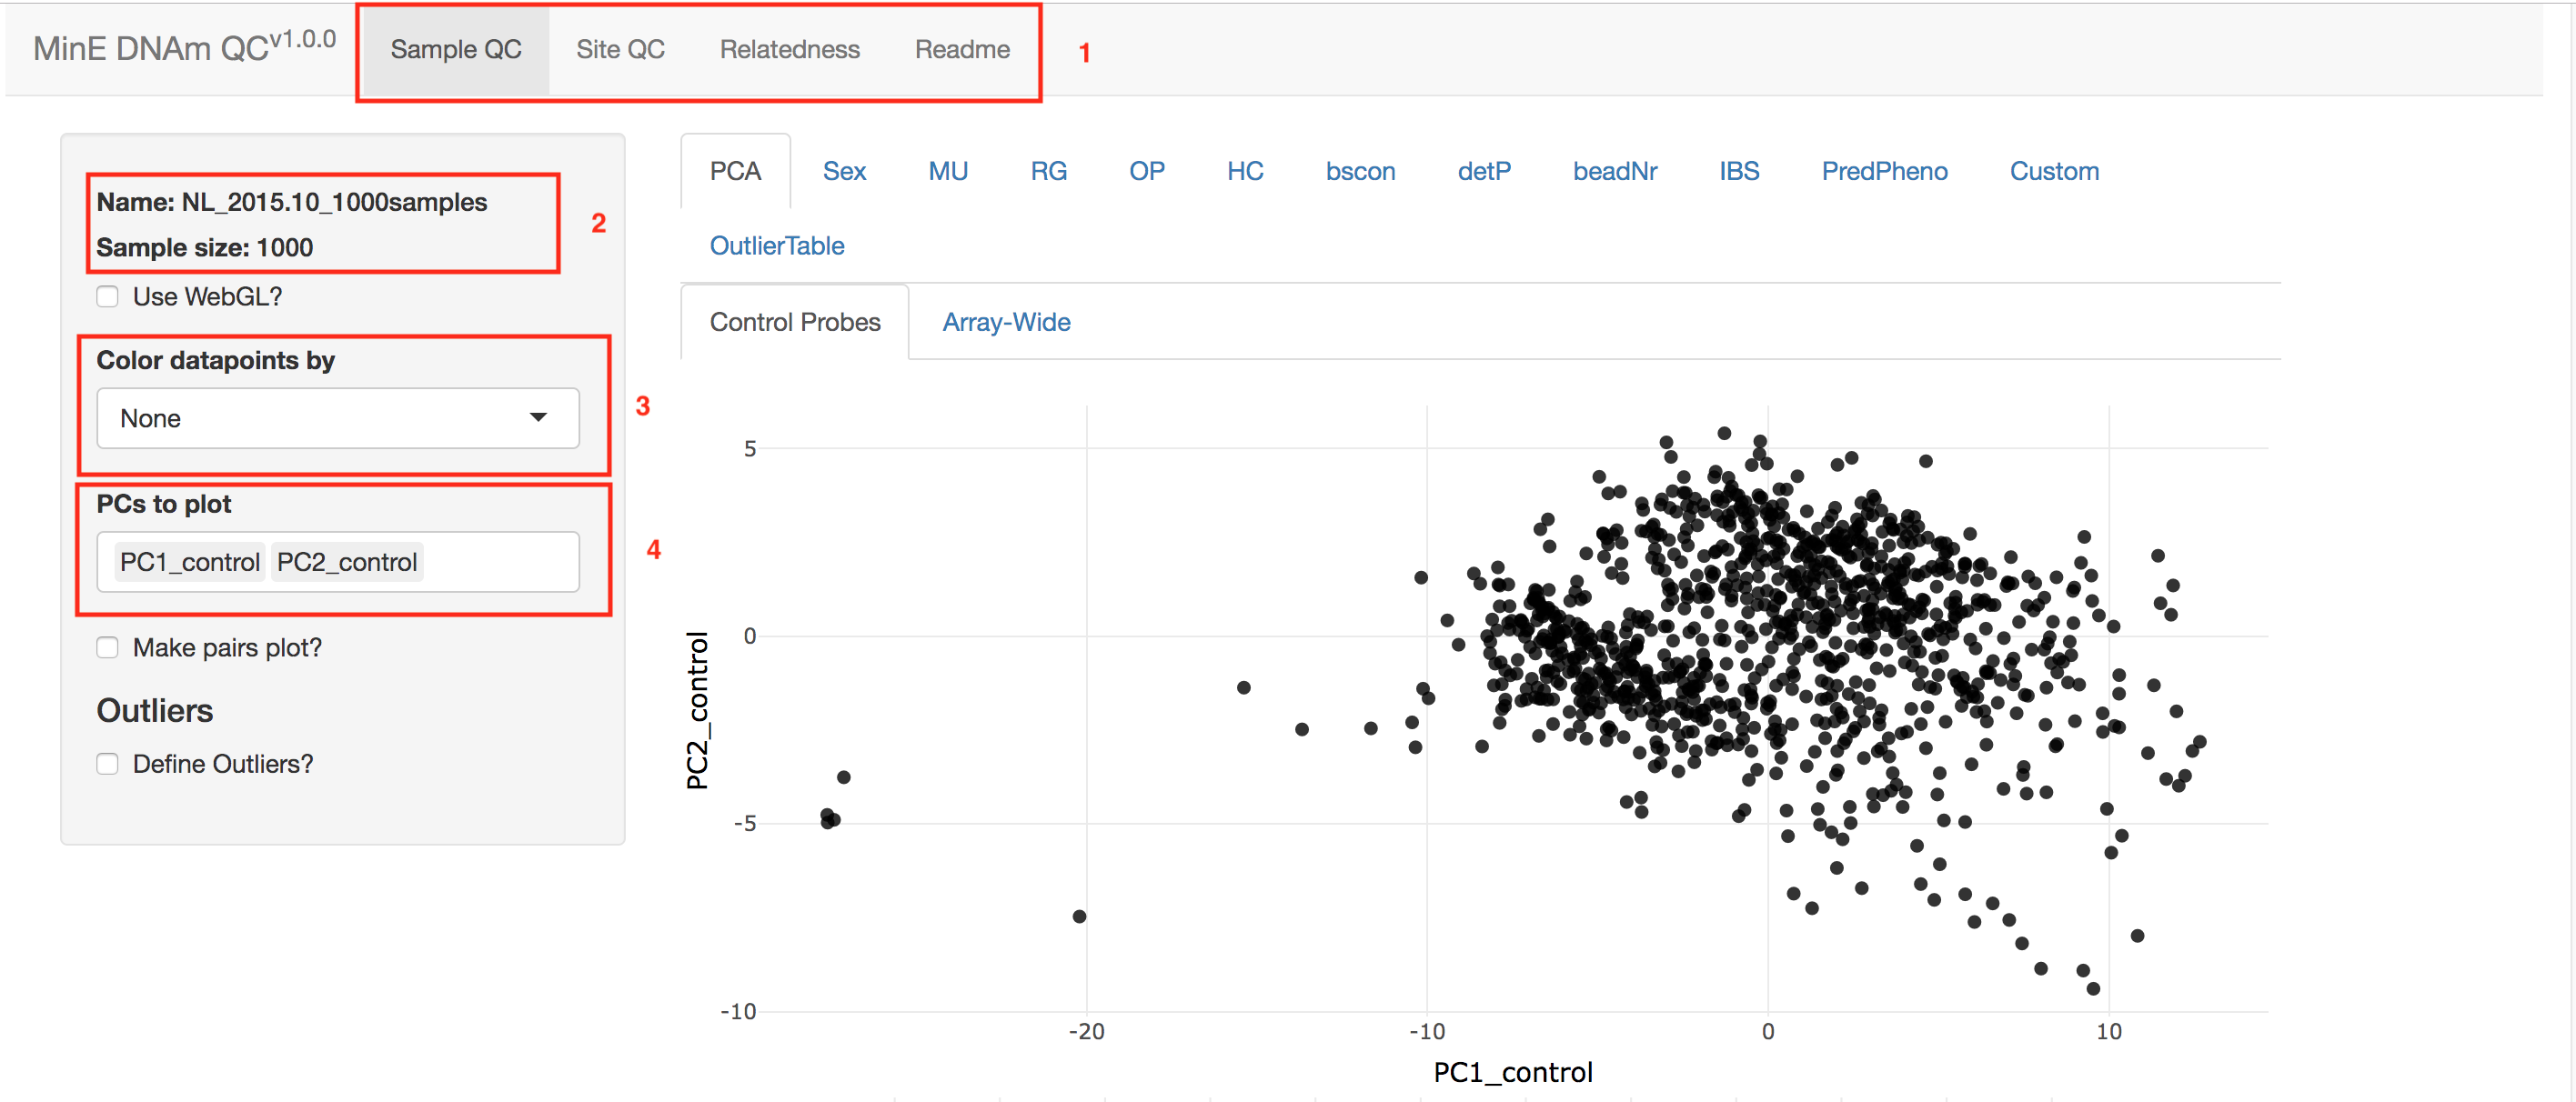 MinE DNAm QCv1.0.0 Sample QC Site QC Relatedness Readme 1
Name: NL_2015.10_1000samples
Sample size: 1000
2
Use WebGL?
Color datapoints by
None
3
PCs to plot
PC1_control PC2_control
4
Make pairs plot?
Outliers
Define Outliers?
PCA Sex MU RG OP HC bscon detP beadNr IBS PredPheno Custom
OutlierTable
Control Probes Array-Wide
5
0
-5
-10
PC2_control
-20 -10 0 10
PC1_control